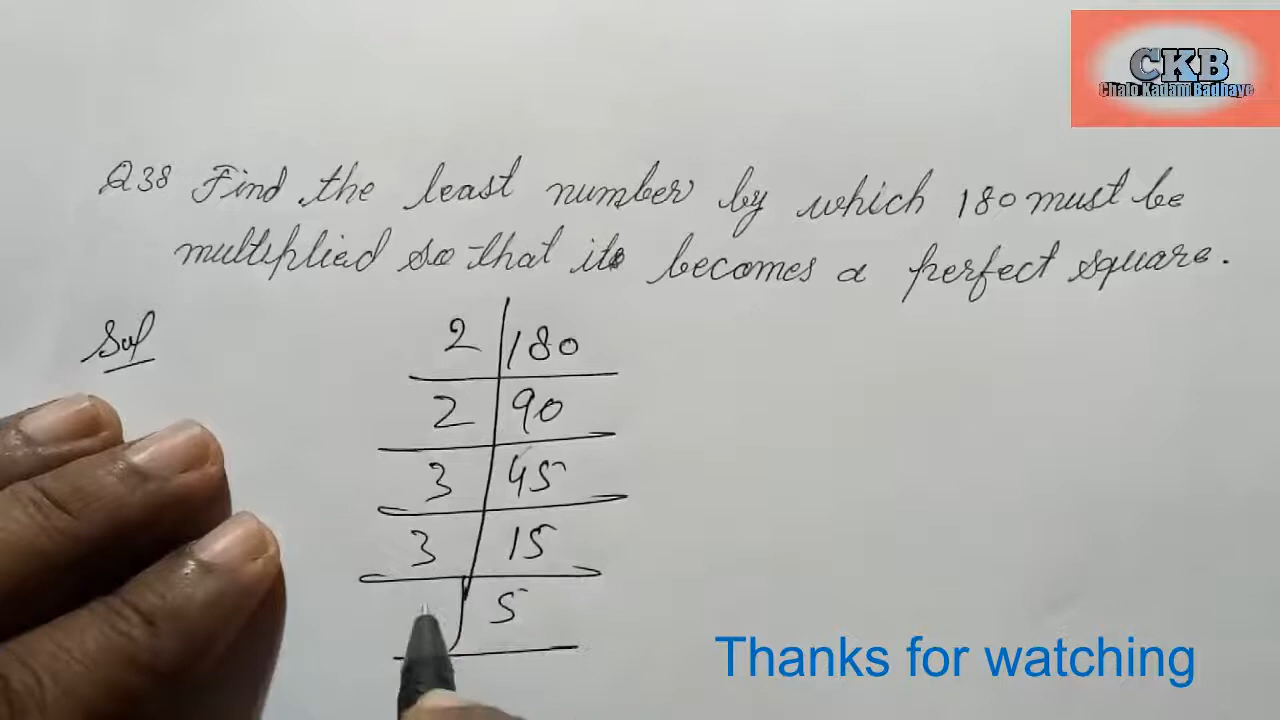 CKB
Chalo Kadam Badhaye
Q38 Find the least number by which 180 must be
multiplied so that it becomes a perfect square.
Sol
2 180
2 90
3 45
3 15
5
Thanks for watching